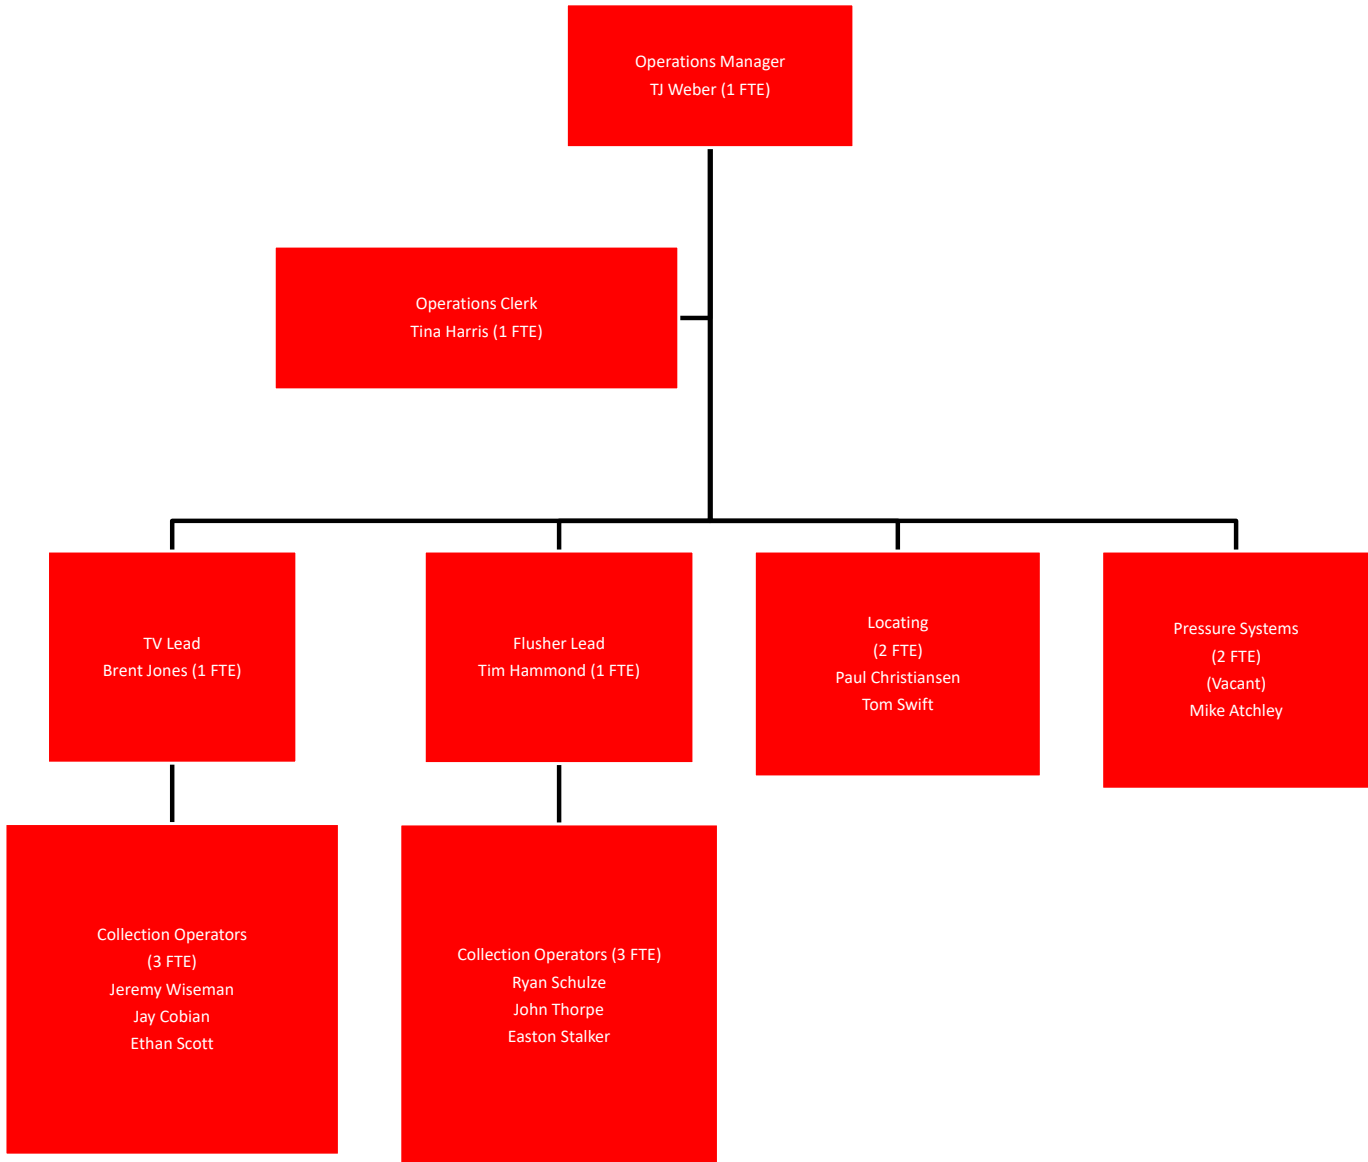 Operations Manager
TJ Weber (1 FTE)
Operations Clerk
Tina Harris (1 FTE)
TV Lead
Brent Jones (1 FTE)
Flusher Lead
Tim Hammond (1 FTE)
Locating
(2 FTE)
Paul Christiansen
Tom Swift
Pressure Systems
(2 FTE)
(Vacant)
Mike Atchley
Collection Operators
(3 FTE)
Jeremy Wiseman
Jay Cobian
Ethan Scott
Collection Operators (3 FTE)
Ryan Schulze
John Thorpe
Easton Stalker